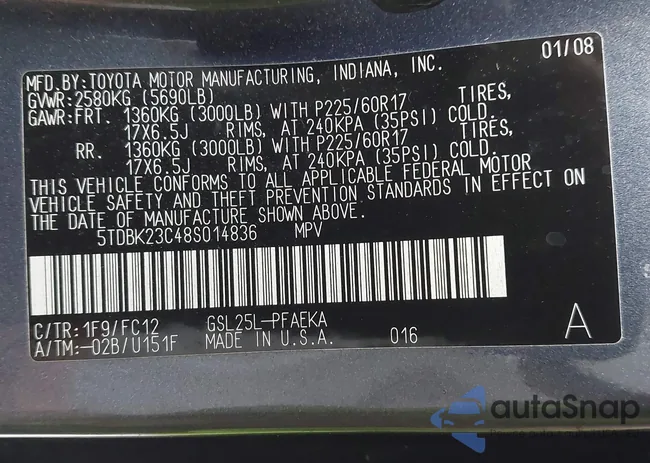 01/08
MFD.BY:TOYOTA MOTOR MANUFACTURING, INDIANA, INC.
GVWR:2580KG (5690LB)
GAWR:FRT. 1360KG (3000LB) WITH P225/60R17 TIRES,
17X6.5J RIMS, AT 240KPA (35PSI) COLD.
RR. 1360KG (3000LB) WITH P225/60R17 TIRES,
17X6.5J RIMS, AT 240KPA (35PSI) COLD.
THIS VEHICLE CONFORMS TO ALL APPLICABLE FEDERAL MOTOR
VEHICLE SAFETY AND THEFT PREVENTION STANDARDS IN EFFECT ON
THE DATE OF MANUFACTURE SHOWN ABOVE.
5TDBK23C48S014836 MPV
C/TR:1F9/FC12 GSL25L-PFAEKA
A/TM:-02B/U151F MADE IN U.S.A. 016 A
autoSnap